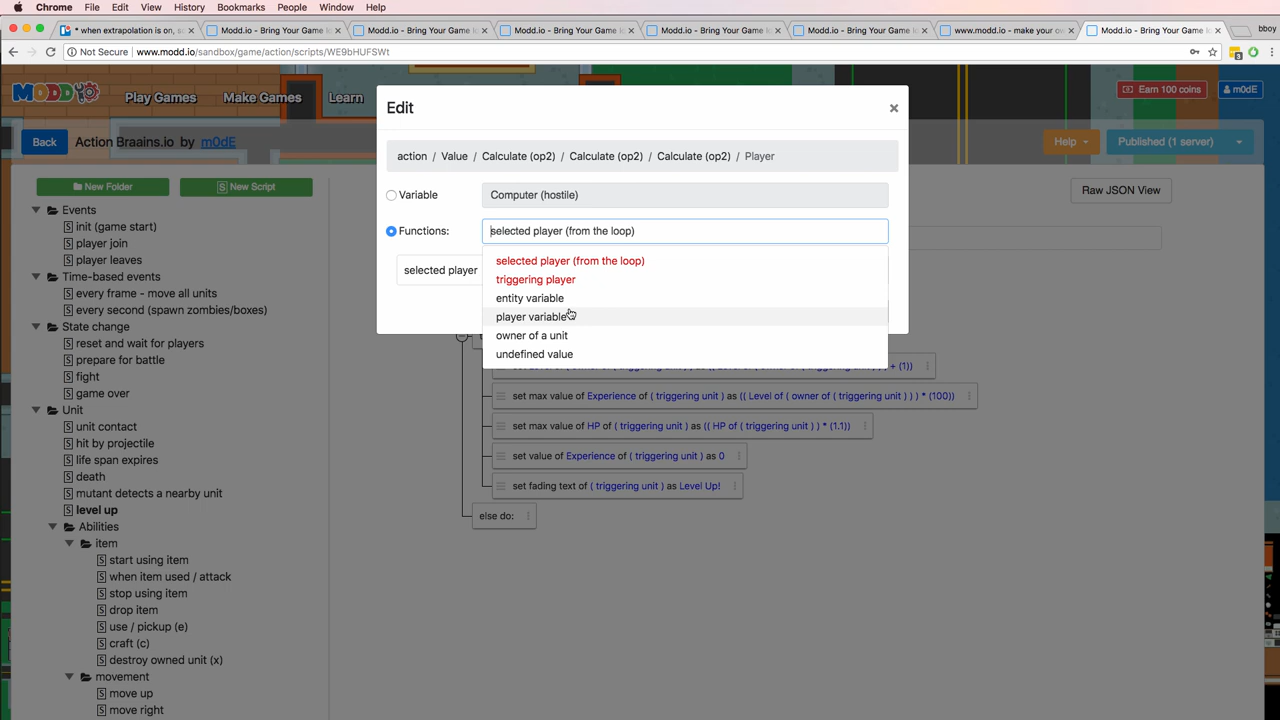 Chrome File Edit View History Bookmarks People Window Help
* when extrapolation is on, s
Modd.io - Bring Your Game I
Modd.io - Bring Your Game I
Modd.io - Bring Your Game I
Modd.io - Bring Your Game I
Modd.io - Bring Your Game I
www.modd.io - make your ow
Modd.io - Bring Your Game I
bboy
Not Secure www.modd.io/sandbox/game/action/scripts/WE9bHUFSWt
MODD
Play Games Make Games Learn
Earn 100 coins m0dE
Back Action Braains.io by m0dE
Help Published (1 server)
New Folder New Script
Raw JSON View
Events
init (game start)
player join
player leaves
Time-based events
every frame - move all units
every second (spawn zombies/boxes)
State change
reset and wait for players
prepare for battle
fight
game over
Unit
unit contact
hit by projectile
life span expires
death
mutant detects a nearby unit
level up
Abilities
item
start using item
when item used / attack
stop using item
drop item
use / pickup (e)
craft (c)
destroy owned unit (x)
movement
move up
move right
Edit ×
action / Value / Calculate (op2) / Calculate (op2) / Calculate (op2) / Player
Variable Computer (hostile)
Functions: selected player (from the loop)
selected player
selected player (from the loop)
triggering player
entity variable
player variable
owner of a unit
undefined value
+ (1))
set max value of Experience of ( triggering unit ) as (( Level of ( owner of ( triggering unit ) ) ) * (100))
set max value of HP of ( triggering unit ) as (( HP of ( triggering unit ) ) * (1.1))
set value of Experience of ( triggering unit ) as 0
set fading text of ( triggering unit ) as Level Up!
else do: